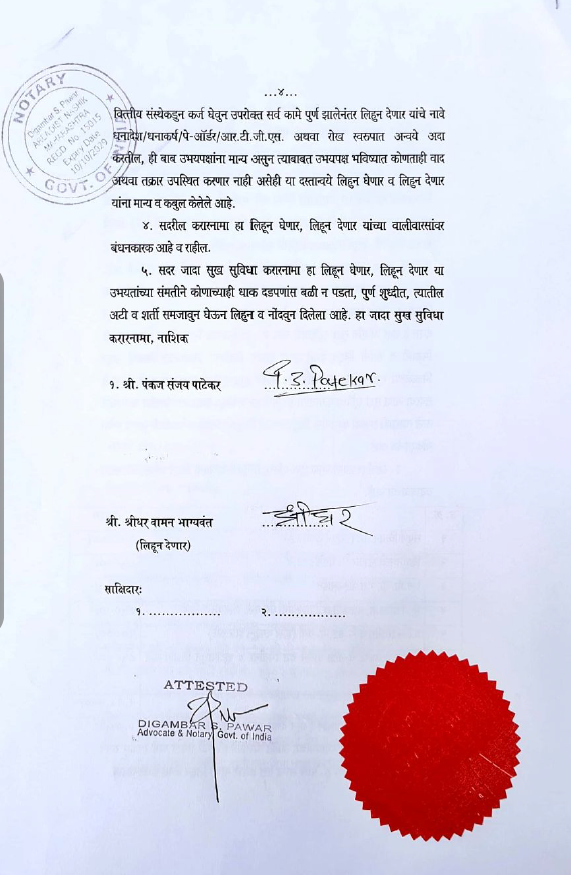 ...४...
वित्तीय संस्थेकडुन कर्ज घेवुन उपरोक्त सर्व कामे पुर्ण झालेनंतर लिहुन देणार यांचे नावे
धनादेश/धनाकर्ष/पे-ऑर्डर/आर.टी.जी.एस. अथवा रोख स्वरुपात अन्वये अदा
करतील, ही बाब उभयपक्षांना मान्य असुन त्याबाबत उभयपक्ष भविष्यात कोणताही वाद
अथवा तक्रार उपस्थित करणार नाही असेही या दस्तान्वये लिहुन घेणार व लिहुन देणार
यांना मान्य व कबुल केलेले आहे.
४. सदरील करारनामा हा लिहून घेणार, लिहून देणार यांच्या वालीवारसांवर
बंधनकारक आहे व राहील.
५. सदर जादा सुख सुविधा करारनामा हा लिहून घेणार, लिहून देणार या
उभयतांच्या संमतीने कोणाच्याही धाक दडपणांस बळी न पडता, पुर्ण शुध्दीत, त्यातील
अटी व शर्ती समजावुन घेऊन लिहुन व नोंदवुन दिलेला आहे. हा जादा सुख सुविधा
करारनामा, नाशिक
१. श्री. पंकज संजय पाटेकर P.S. Patekar.
श्री. श्रीधर वामन भाग्यवंत श्रीधर
(लिहून देणार)
साक्षिदारः
१. .................. २. .................
ATTESTED
DIGAMBAR S. PAWAR
Advocate & Notary Govt. of India
NOTARY
Digambar S. Pawar
MAHARASHTRA
REGD No. 15015
Expiry Date
10/10/2020
GOVT. OF INDIA